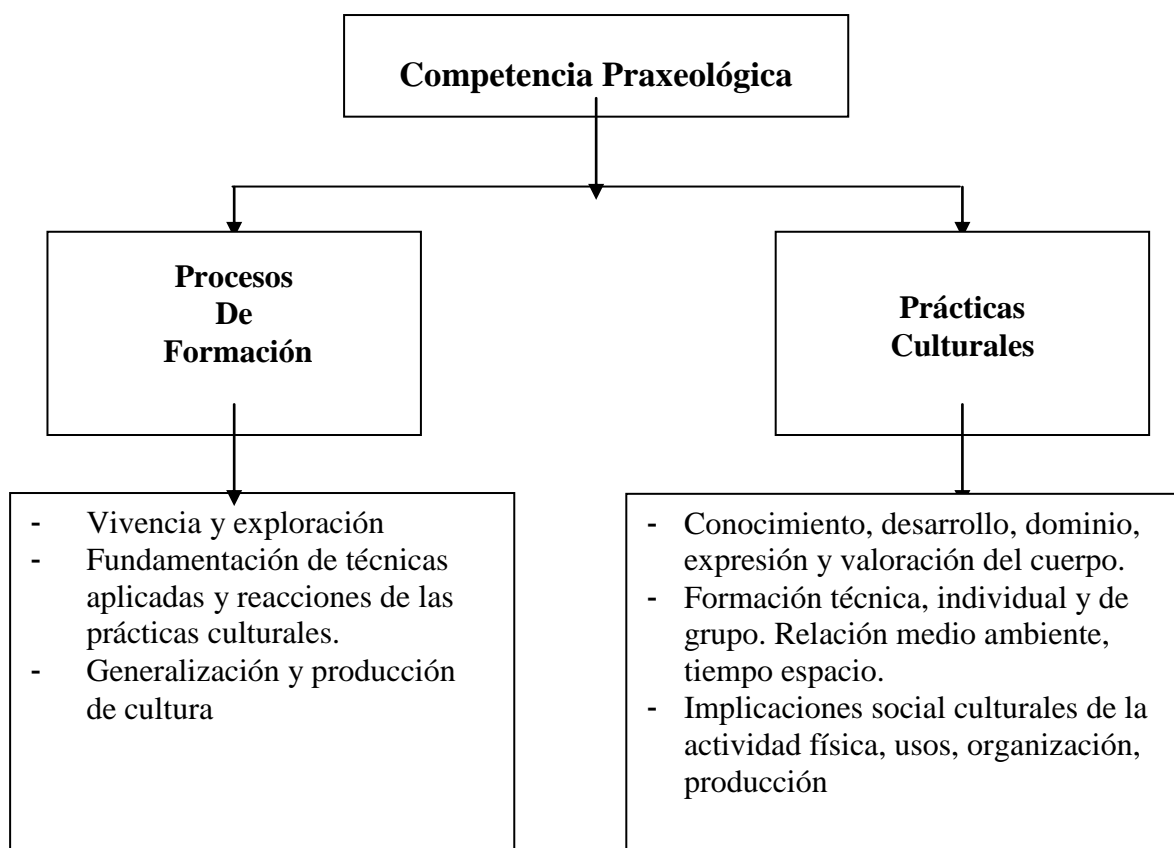 Competencia Praxeológica
Procesos
De
Formación
Prácticas
Culturales
- Vivencia y exploración
- Fundamentación de técnicas
aplicadas y reacciones de las
prácticas culturales.
- Generalización y producción
de cultura
- Conocimiento, desarrollo, dominio,
expresión y valoración del cuerpo.
- Formación técnica, individual y de
grupo. Relación medio ambiente,
tiempo espacio.
- Implicaciones social culturales de la
actividad física, usos, organización,
producción